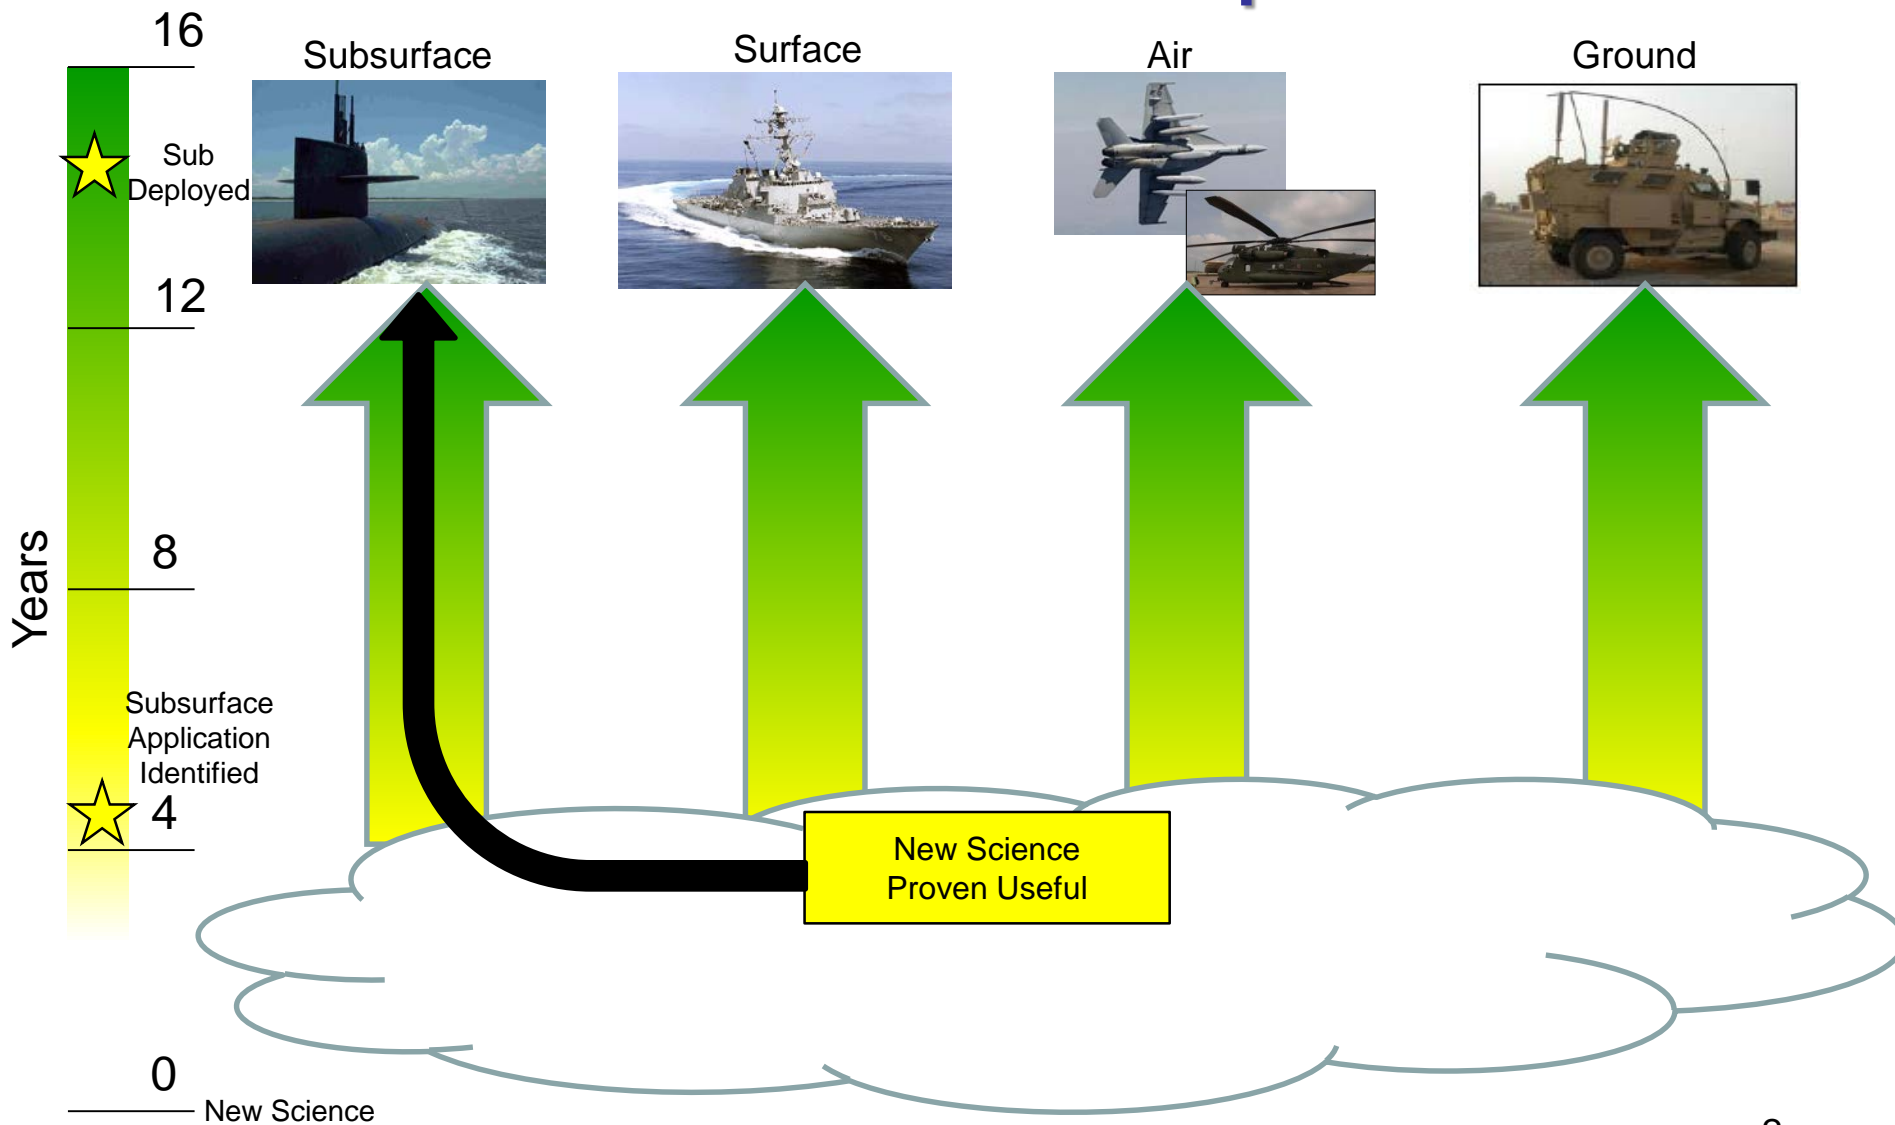 16
Subsurface
Surface
Air
Ground
Sub
Deployed
12
8
Years
Subsurface
Application
Identified
4
New Science
Proven Useful
0
New Science